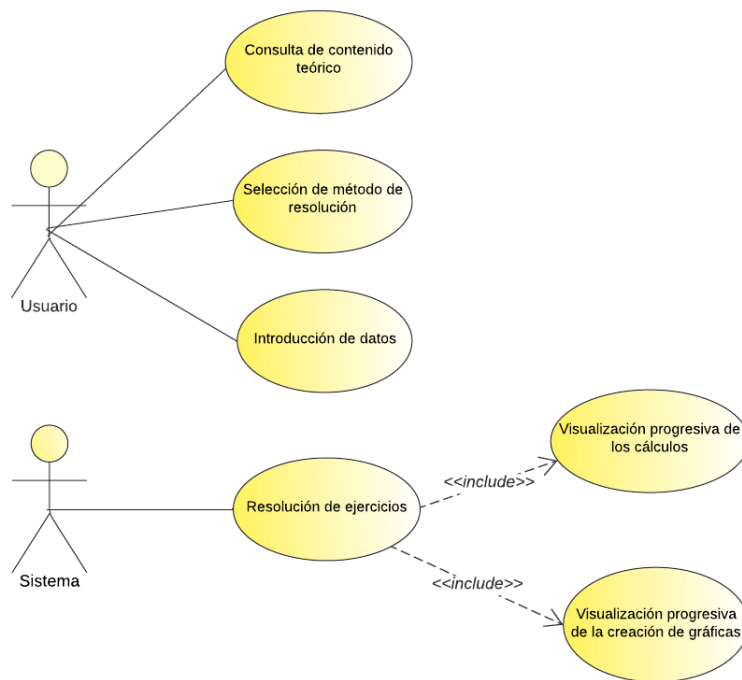 Consulta de contenido
teórico
Selección de método de
resolución
Usuario
Introducción de datos
Visualización progresiva de
los cálculos
<<include>>
Resolución de ejercicios
Sistema
<<include>>
Visualización progresiva
de la creación de gráficas